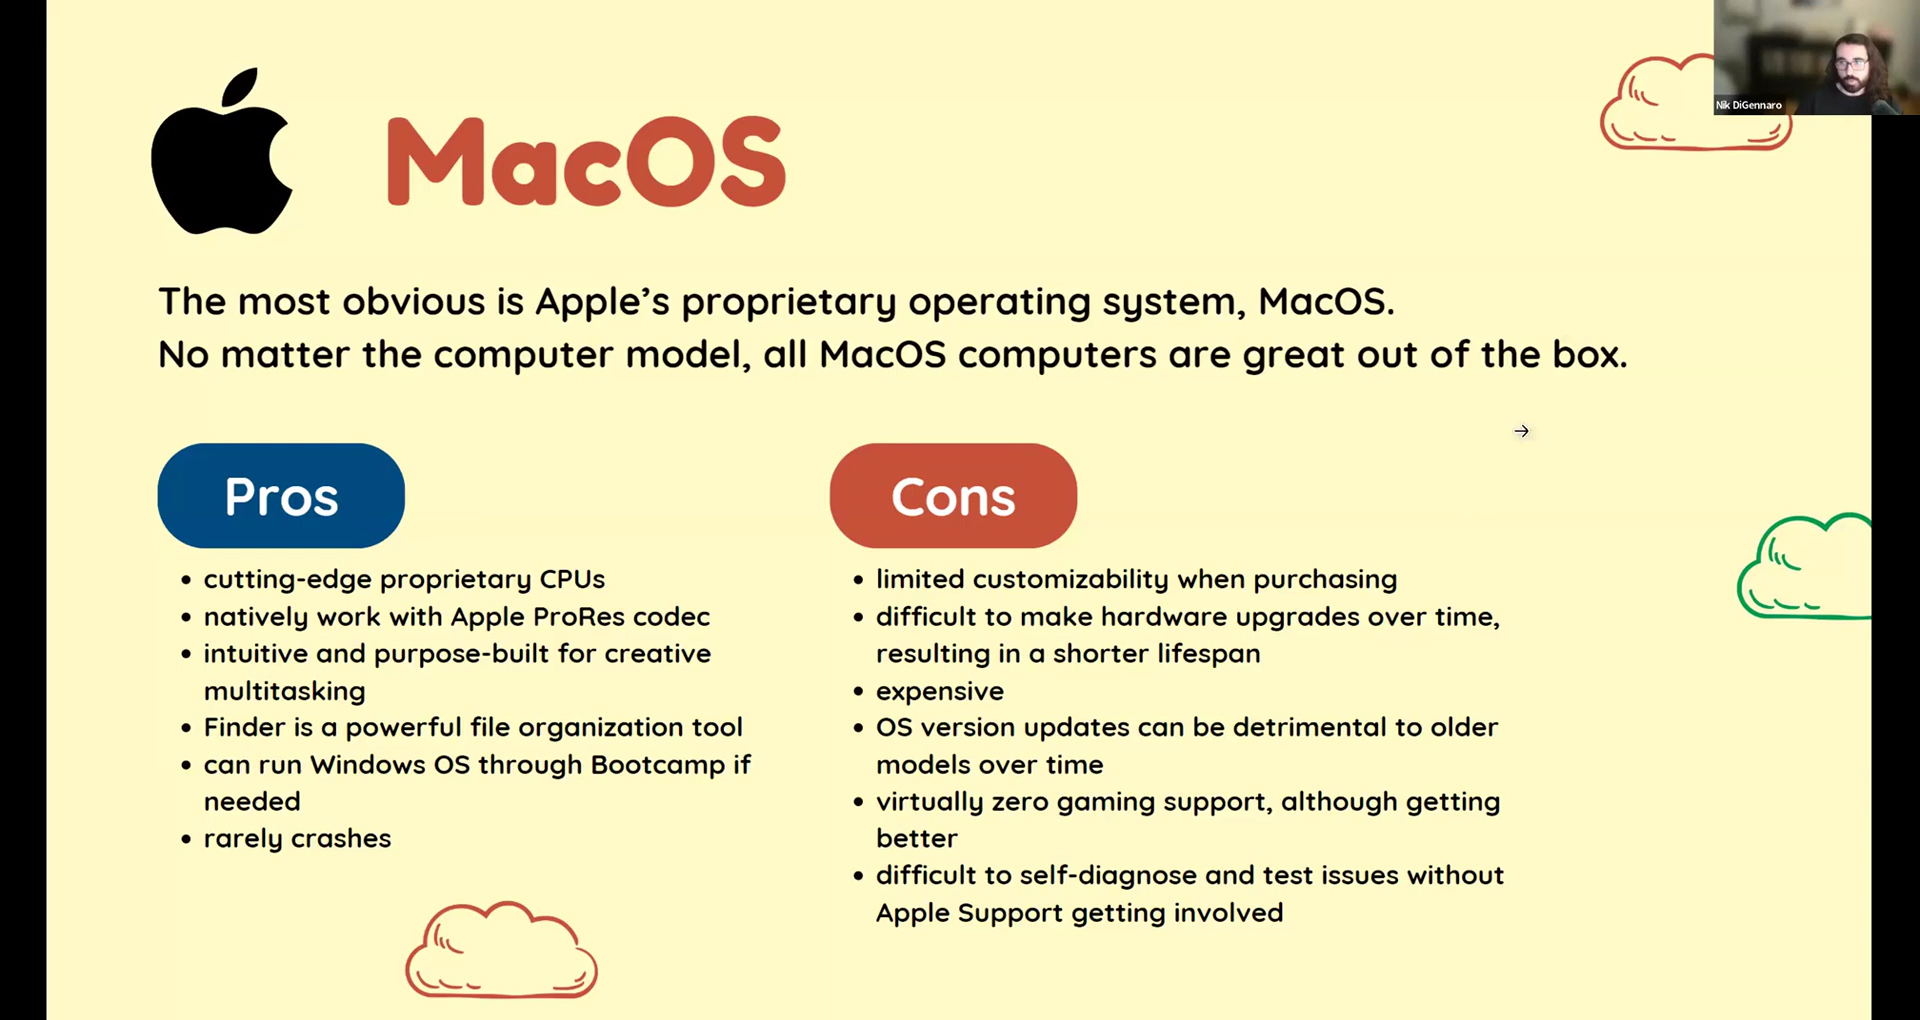 Nik DiGennaro
MacOS
The most obvious is Apple’s proprietary operating system, MacOS.
No matter the computer model, all MacOS computers are great out of the box.
Pros
• cutting-edge proprietary CPUs
• natively work with Apple ProRes codec
• intuitive and purpose-built for creative
multitasking
• Finder is a powerful file organization tool
• can run Windows OS through Bootcamp if
needed
• rarely crashes
Cons
• limited customizability when purchasing
• difficult to make hardware upgrades over time,
resulting in a shorter lifespan
• expensive
• OS version updates can be detrimental to older
models over time
• virtually zero gaming support, although getting
better
• difficult to self-diagnose and test issues without
Apple Support getting involved